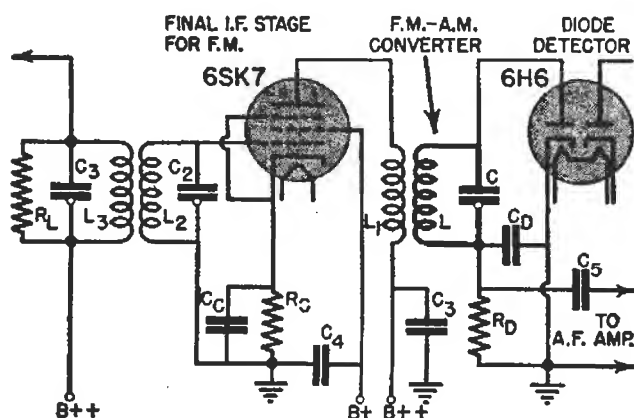 FINAL I.F. STAGE
FOR F.M.
6SK7
F.M.-A.M.
CONVERTER
DIODE
DETECTOR
6H6
C3
RL
L3
L2
C2
L1
L
C
CD
C5
CC
RC
C4
C3
RD
TO
A.F. AMP.
B++
B+ B++